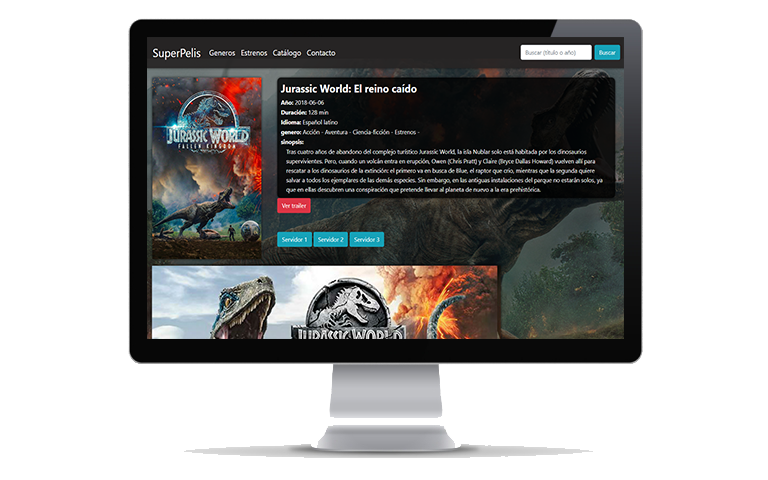 SuperPelis Generos Estrenos Catálogo Contacto Buscar (título o año) Buscar
JURASSIC WORLD
FALLEN KINGDOM
Jurassic World: El reino caído
Año: 2018-06-06
Duración: 128 min
Idioma: Español latino
genero: Acción - Aventura - Ciencia ficción - Estrenos -
sinopsis:
Tras cuatro años de abandono del complejo turístico Jurassic World, la isla Nublar solo está habitada por los dinosaurios
supervivientes. Pero, cuando un volcán entra en erupción, Owen (Chris Pratt) y Claire (Bryce Dallas Howard) vuelven allí para
rescatar a los dinosaurios de la extinción: el primero va en busca de Blue, el raptor que crio, mientras que la segunda quiere
salvar a todos los ejemplares de las demás especies. Sin embargo, en las antiguas instalaciones del parque no estarán solos, ya
que en ellas descubren una conspiración que pretende llevar al planeta de nuevo a la era prehistórica.
Ver trailer
Servidor 1 Servidor 2 Servidor 3
JURASSIC WORLD